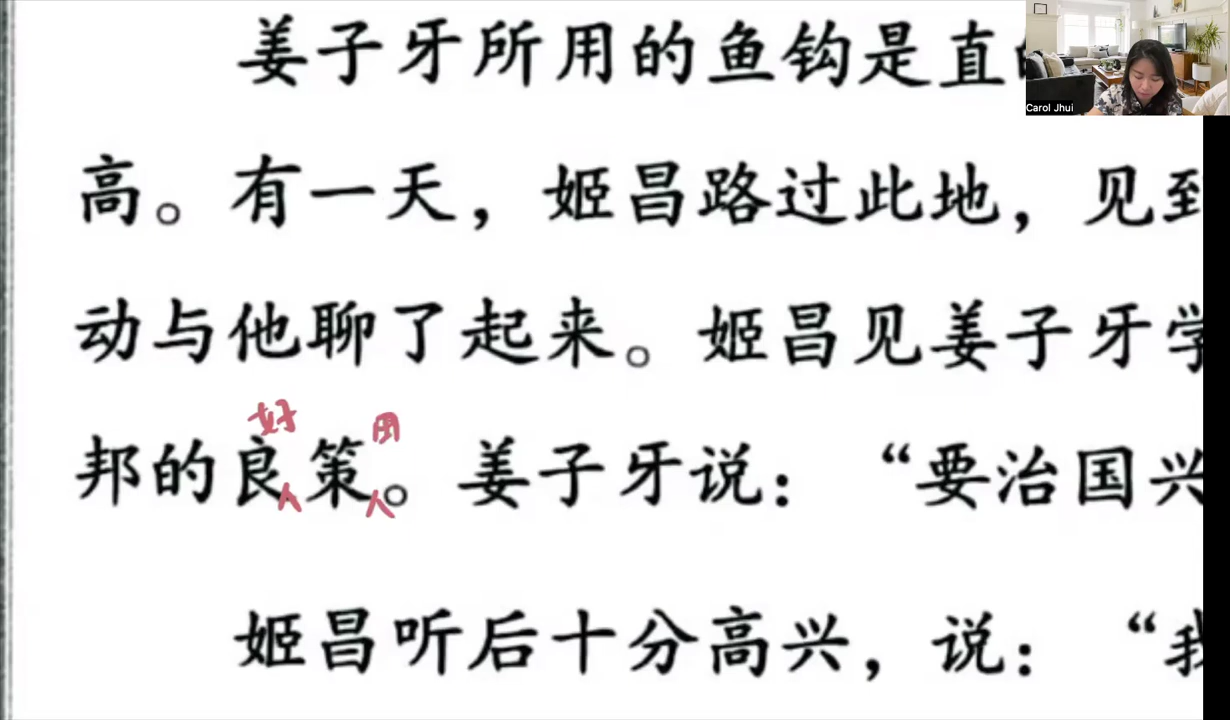 姜子牙所用的鱼钩是直
Carol Jhui
高。有一天，姬昌路过此地，见到
动与他聊了起来。姬昌见姜子牙学
好
邦的良策。姜子牙说：“要治国兴
人 人
姬昌听后十分高兴，说：“我